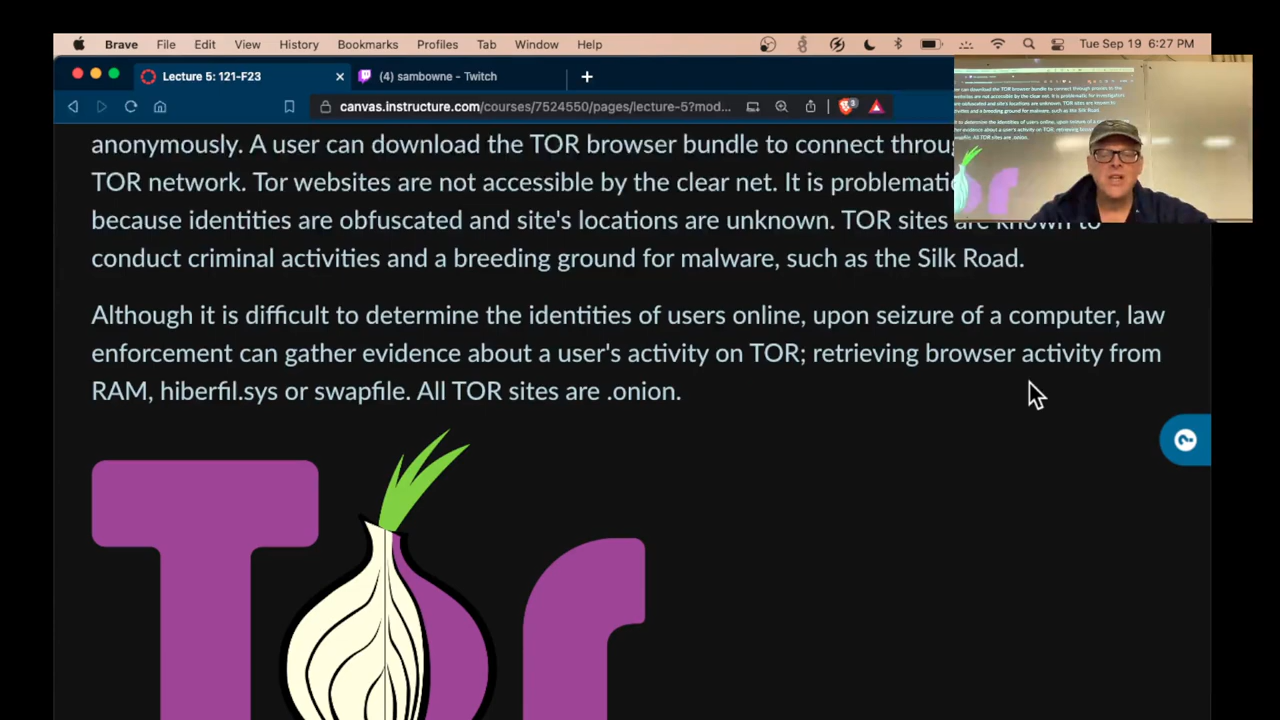 Brave File Edit View History Bookmarks Profiles Tab Window Help Tue Sep 19 6:27 PM
Lecture 5: 121-F23 (4) sambowne - Twitch
canvas.instructure.com/courses/7524550/pages/lecture-5?mod...
anonymously. A user can download the TOR browser bundle to connect
TOR network. Tor websites are not accessible by the clear net. It is
because identities are obfuscated and site's locations are unknown. TOR sites are known to
conduct criminal activities and a breeding ground for malware, such as the Silk Road.
Although it is difficult to determine the identities of users online, upon seizure of a computer, law
enforcement can gather evidence about a user's activity on TOR; retrieving browser activity from
RAM, hiberfil.sys or swapfile. All TOR sites are .onion.
Tor